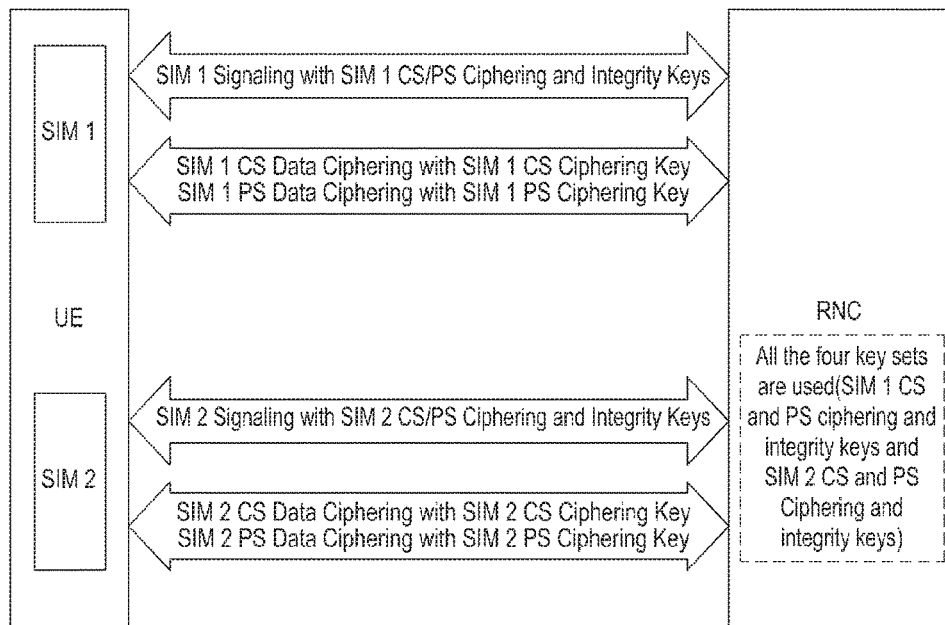 SIM 1 Signaling with SIM 1 CS/PS Ciphering and Integrity Keys
SIM 1
SIM 1 CS Data Ciphering with SIM 1 CS Ciphering Key
SIM 1 PS Data Ciphering with SIM 1 PS Ciphering Key
UE
RNC
All the four key sets
are used(SIM 1 CS
and PS ciphering and
integrity keys and
SIM 2 CS and PS
Ciphering and
integrity keys)
SIM 2 Signaling with SIM 2 CS/PS Ciphering and Integrity Keys
SIM 2
SIM 2 CS Data Ciphering with SIM 2 CS Ciphering Key
SIM 2 PS Data Ciphering with SIM 2 PS Ciphering Key